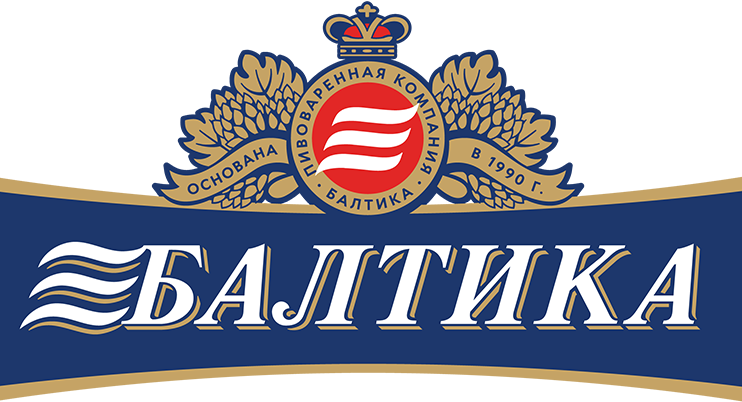 ПИВОВАРЕННАЯ КОМПАНИЯ
· БАЛТИКА ·
ОСНОВАНА
В 1990 Г.
БАЛТИКА